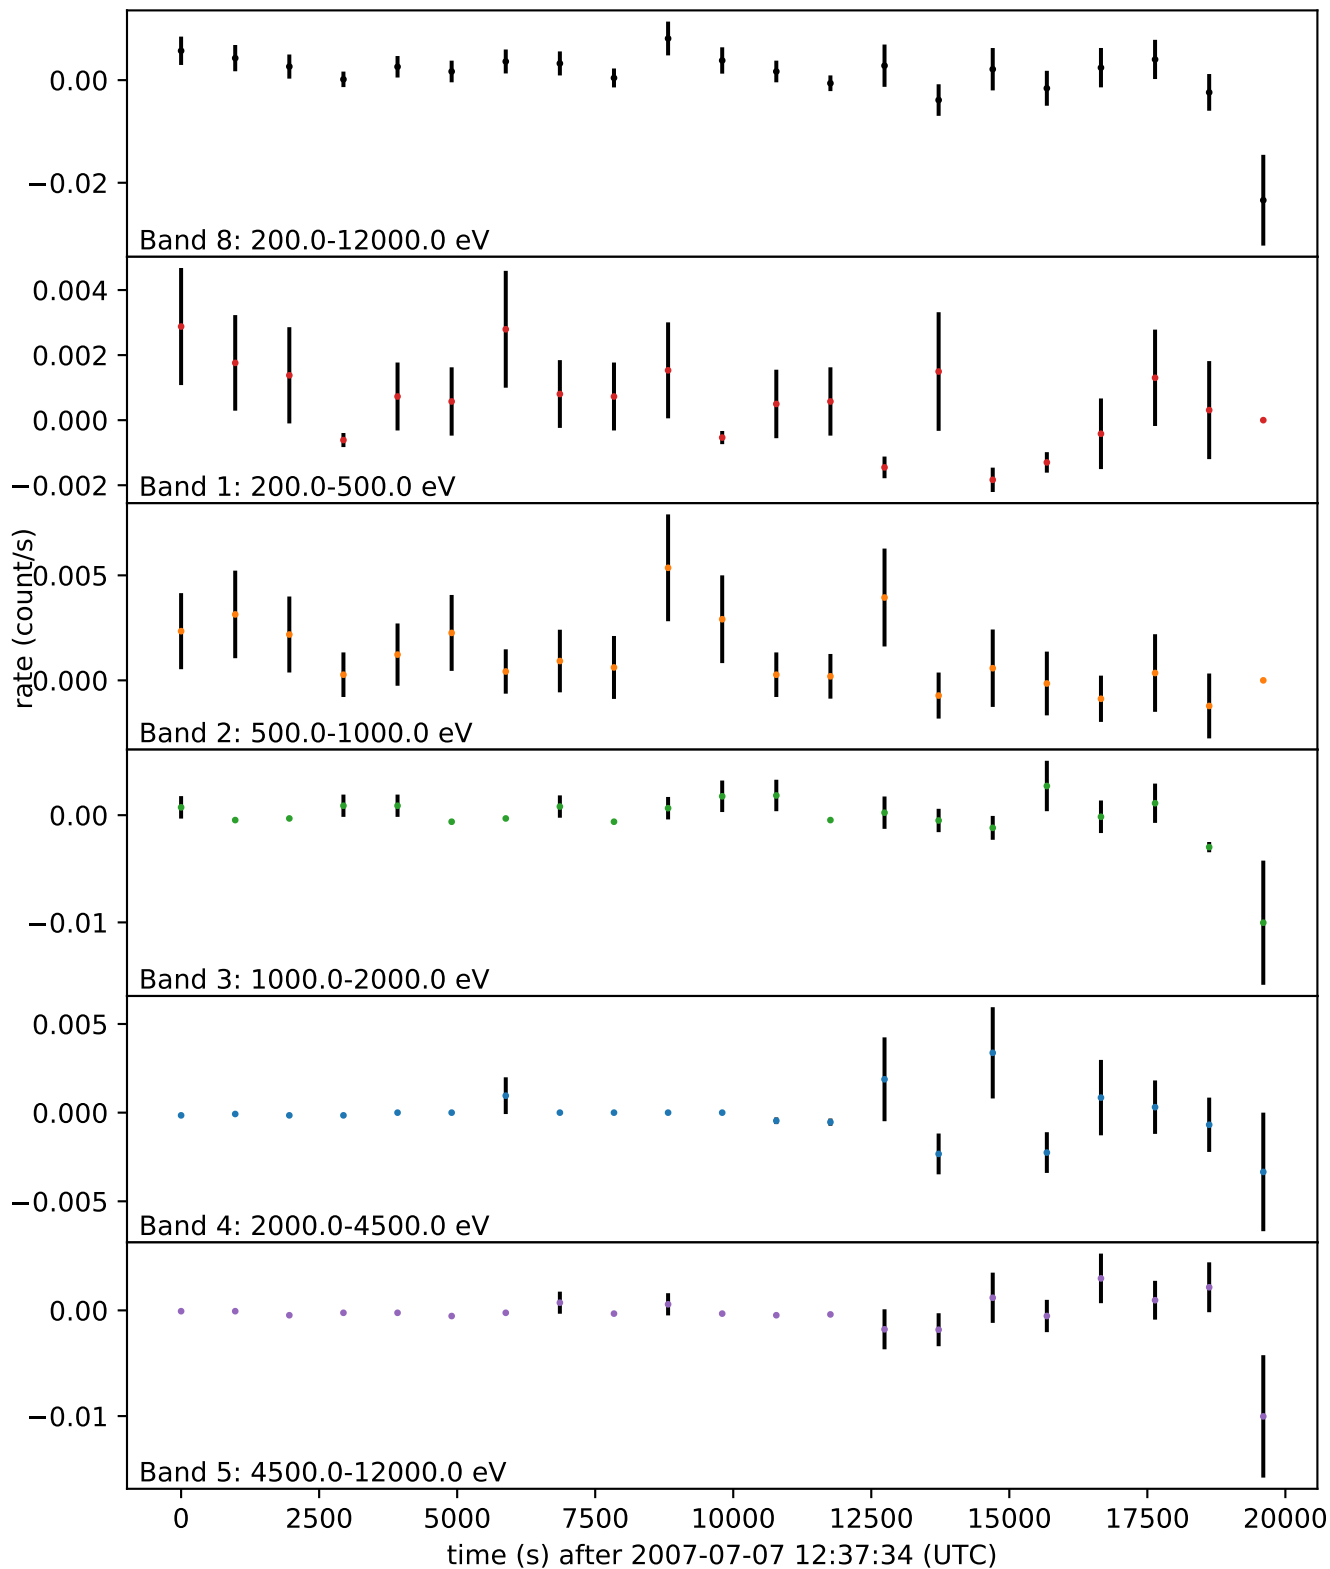 0.00
−0.02
Band 8: 200.0-12000.0 eV
0.004
0.002
0.000
−0.002
Band 1: 200.0-500.0 eV
rate (count/s)
0.005
0.000
Band 2: 500.0-1000.0 eV
0.00
−0.01
Band 3: 1000.0-2000.0 eV
0.005
0.000
−0.005
Band 4: 2000.0-4500.0 eV
0.00
−0.01
Band 5: 4500.0-12000.0 eV
0 2500 5000 7500 10000 12500 15000 17500 20000
time (s) after 2007-07-07 12:37:34 (UTC)